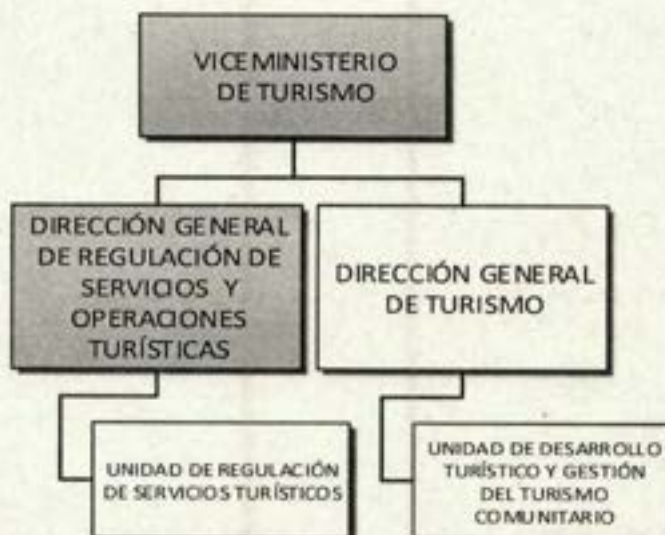 VICEMINISTERIO
DE TURISMO
DIRECCIÓN GENERAL
DE REGULACIÓN DE
SERVICIOS Y
OPERACIONES
TURÍSTICAS
DIRECCIÓN GENERAL
DE TURISMO
UNIDAD DE REGULACIÓN
DE SERVICIOS TURÍSTICOS
UNIDAD DE DESARROLLO
TURÍSTICO Y GESTIÓN
DEL TURISMO
COMUNITARIO